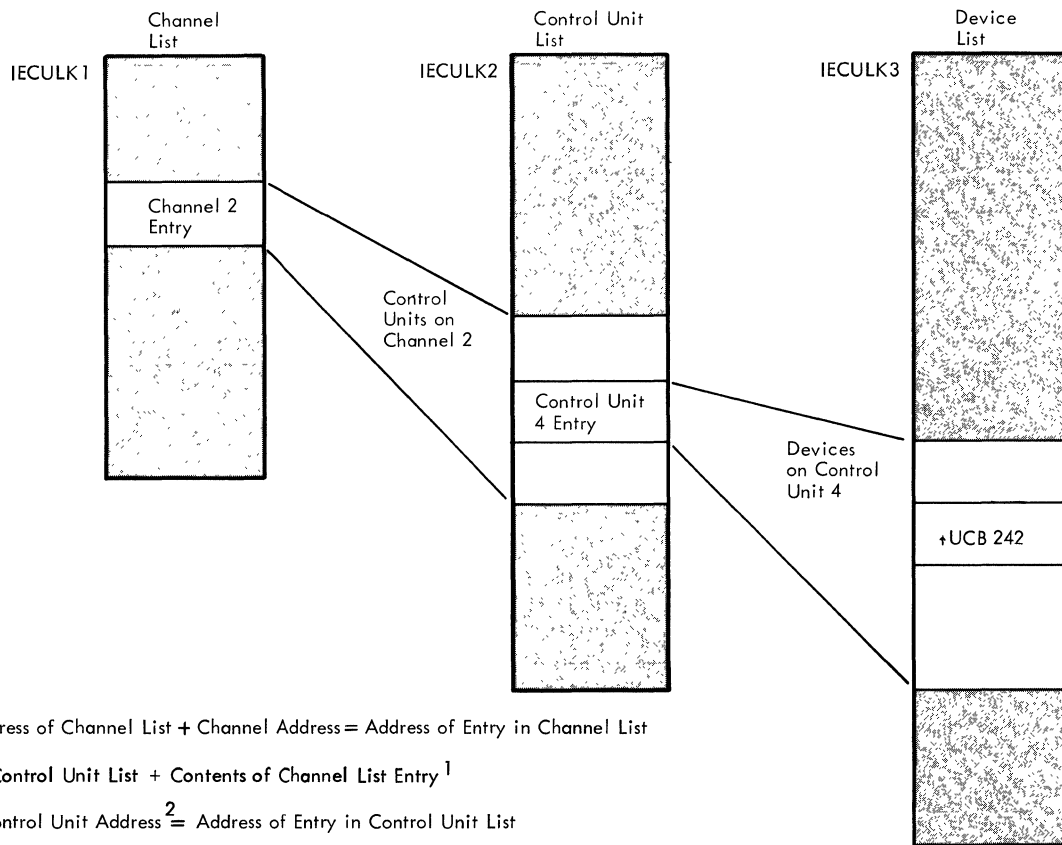 Channel
List
Control Unit
List
Device
List
IECULK1
IECULK2
IECULK3
Channel 2
Entry
Control
Units on
Channel 2
Control Unit
4 Entry
Devices
on Control
Unit 4
↑UCB 242
ress of Channel List + Channel Address = Address of Entry in Channel List
Control Unit List + Contents of Channel List Entry 1
ntrol Unit Address 2 = Address of Entry in Control Unit List